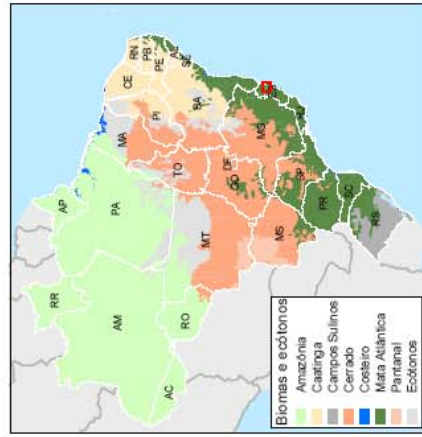 RR
AP
AM
PA
AC
RO
MT
TO
MA
PI
CE
RN
PB
PE
AL
SE
BA
GO
DF
MG
MS
SP
RJ
PR
SC
RS
Biomas e ecótonos
Amazônia
Caatinga
Campos Sulinos
Cerrado
Costeiro
Mata Atlântica
Pantanal
Ecótonos